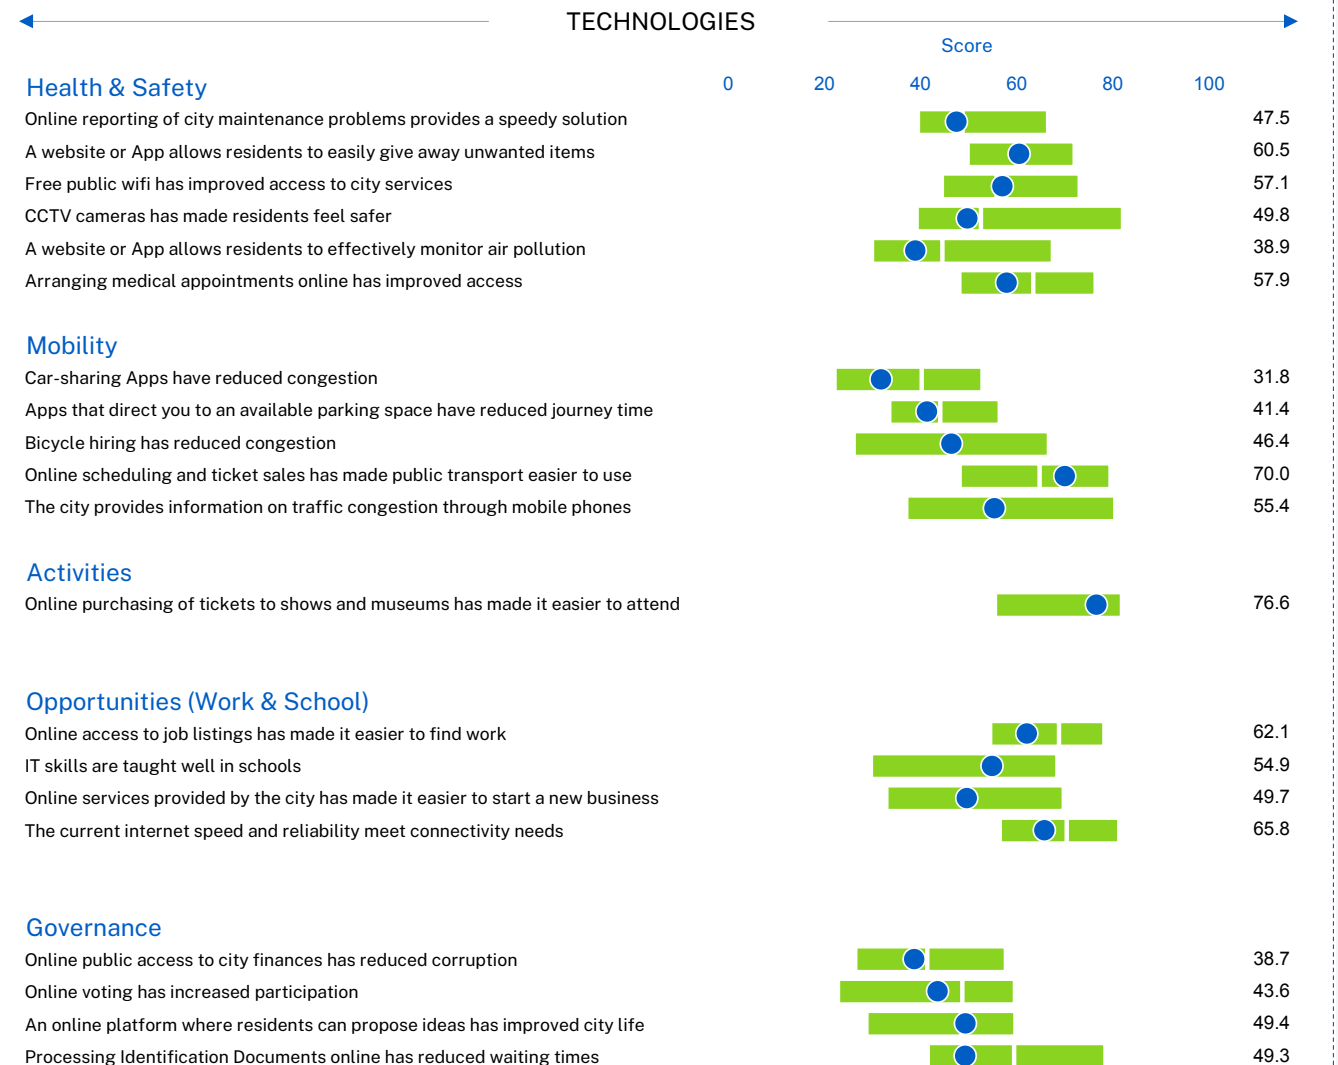 TECHNOLOGIES
Score
Health & Safety 0 20 40 60 80 100
Online reporting of city maintenance problems provides a speedy solution 47.5
A website or App allows residents to easily give away unwanted items 60.5
Free public wifi has improved access to city services 57.1
CCTV cameras has made residents feel safer 49.8
A website or App allows residents to effectively monitor air pollution 38.9
Arranging medical appointments online has improved access 57.9
Mobility
Car-sharing Apps have reduced congestion 31.8
Apps that direct you to an available parking space have reduced journey time 41.4
Bicycle hiring has reduced congestion 46.4
Online scheduling and ticket sales has made public transport easier to use 70.0
The city provides information on traffic congestion through mobile phones 55.4
Activities
Online purchasing of tickets to shows and museums has made it easier to attend 76.6
Opportunities (Work & School)
Online access to job listings has made it easier to find work 62.1
IT skills are taught well in schools 54.9
Online services provided by the city has made it easier to start a new business 49.7
The current internet speed and reliability meet connectivity needs 65.8
Governance
Online public access to city finances has reduced corruption 38.7
Online voting has increased participation 43.6
An online platform where residents can propose ideas has improved city life 49.4
Processing Identification Documents online has reduced waiting times 49.3